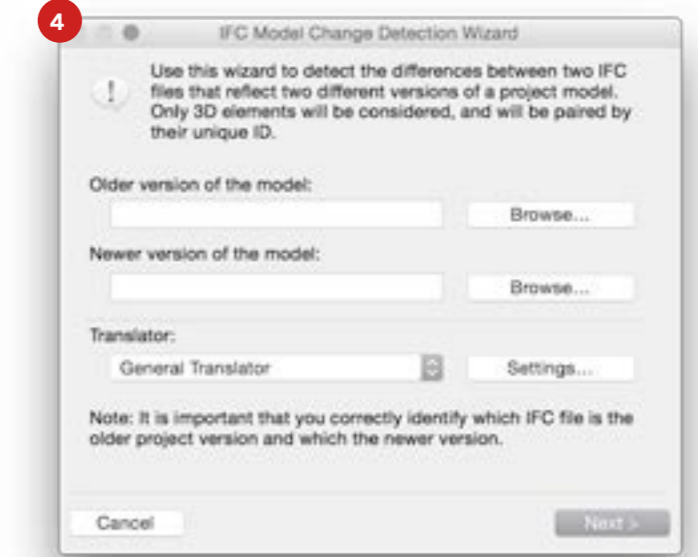 4
IFC Model Change Detection Wizard
Use this wizard to detect the differences between two IFC
files that reflect two different versions of a project model.
Only 3D elements will be considered, and will be paired by
their unique ID.
Older version of the model:
Browse...
Newer version of the model:
Browse...
Translator:
General Translator
Settings...
Note: It is important that you correctly identify which IFC file is the
older project version and which the newer version.
Cancel
Next >